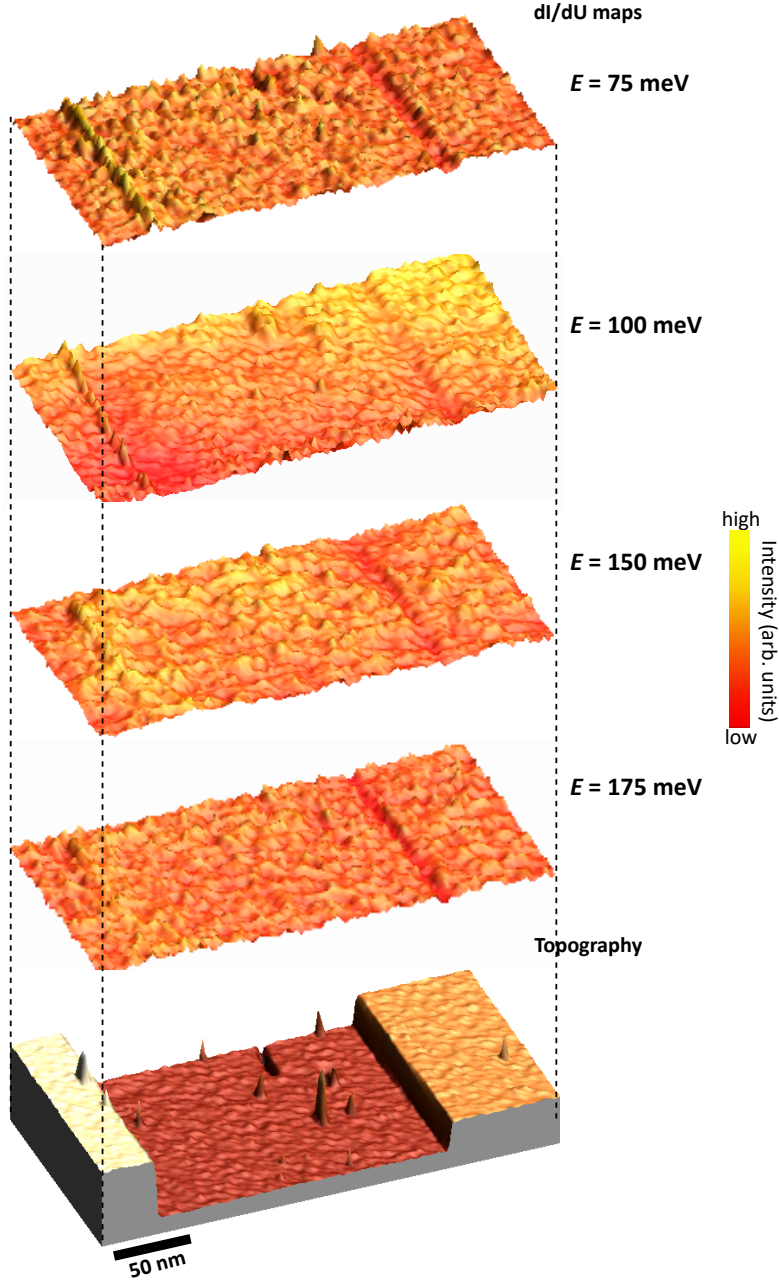 dI/dU maps
E = 75 meV
E = 100 meV
E = 150 meV
high
Intensity (arb. units)
low
E = 175 meV
Topography
50 nm